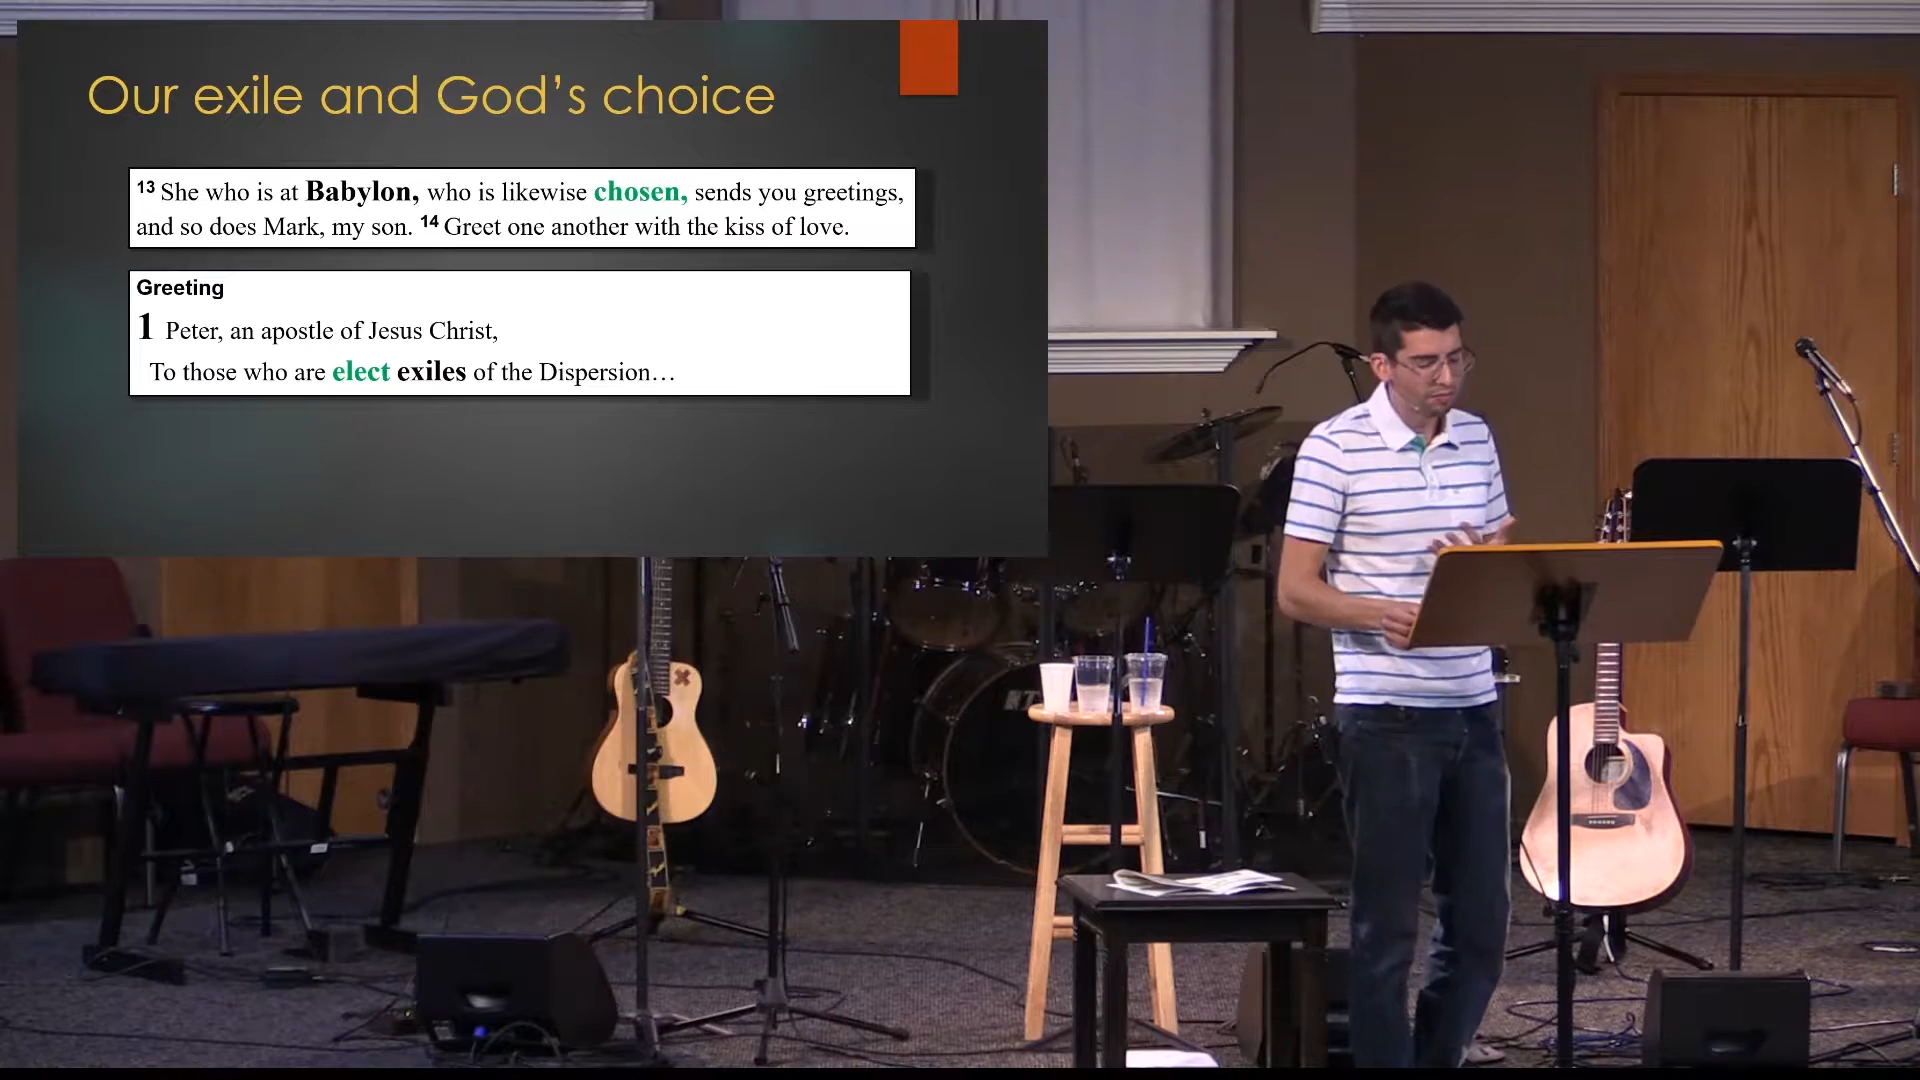 Our exile and God's choice
13 She who is at Babylon, who is likewise chosen, sends you greetings,
and so does Mark, my son. 14 Greet one another with the kiss of love.
Greeting
1 Peter, an apostle of Jesus Christ,
To those who are elect exiles of the Dispersion…